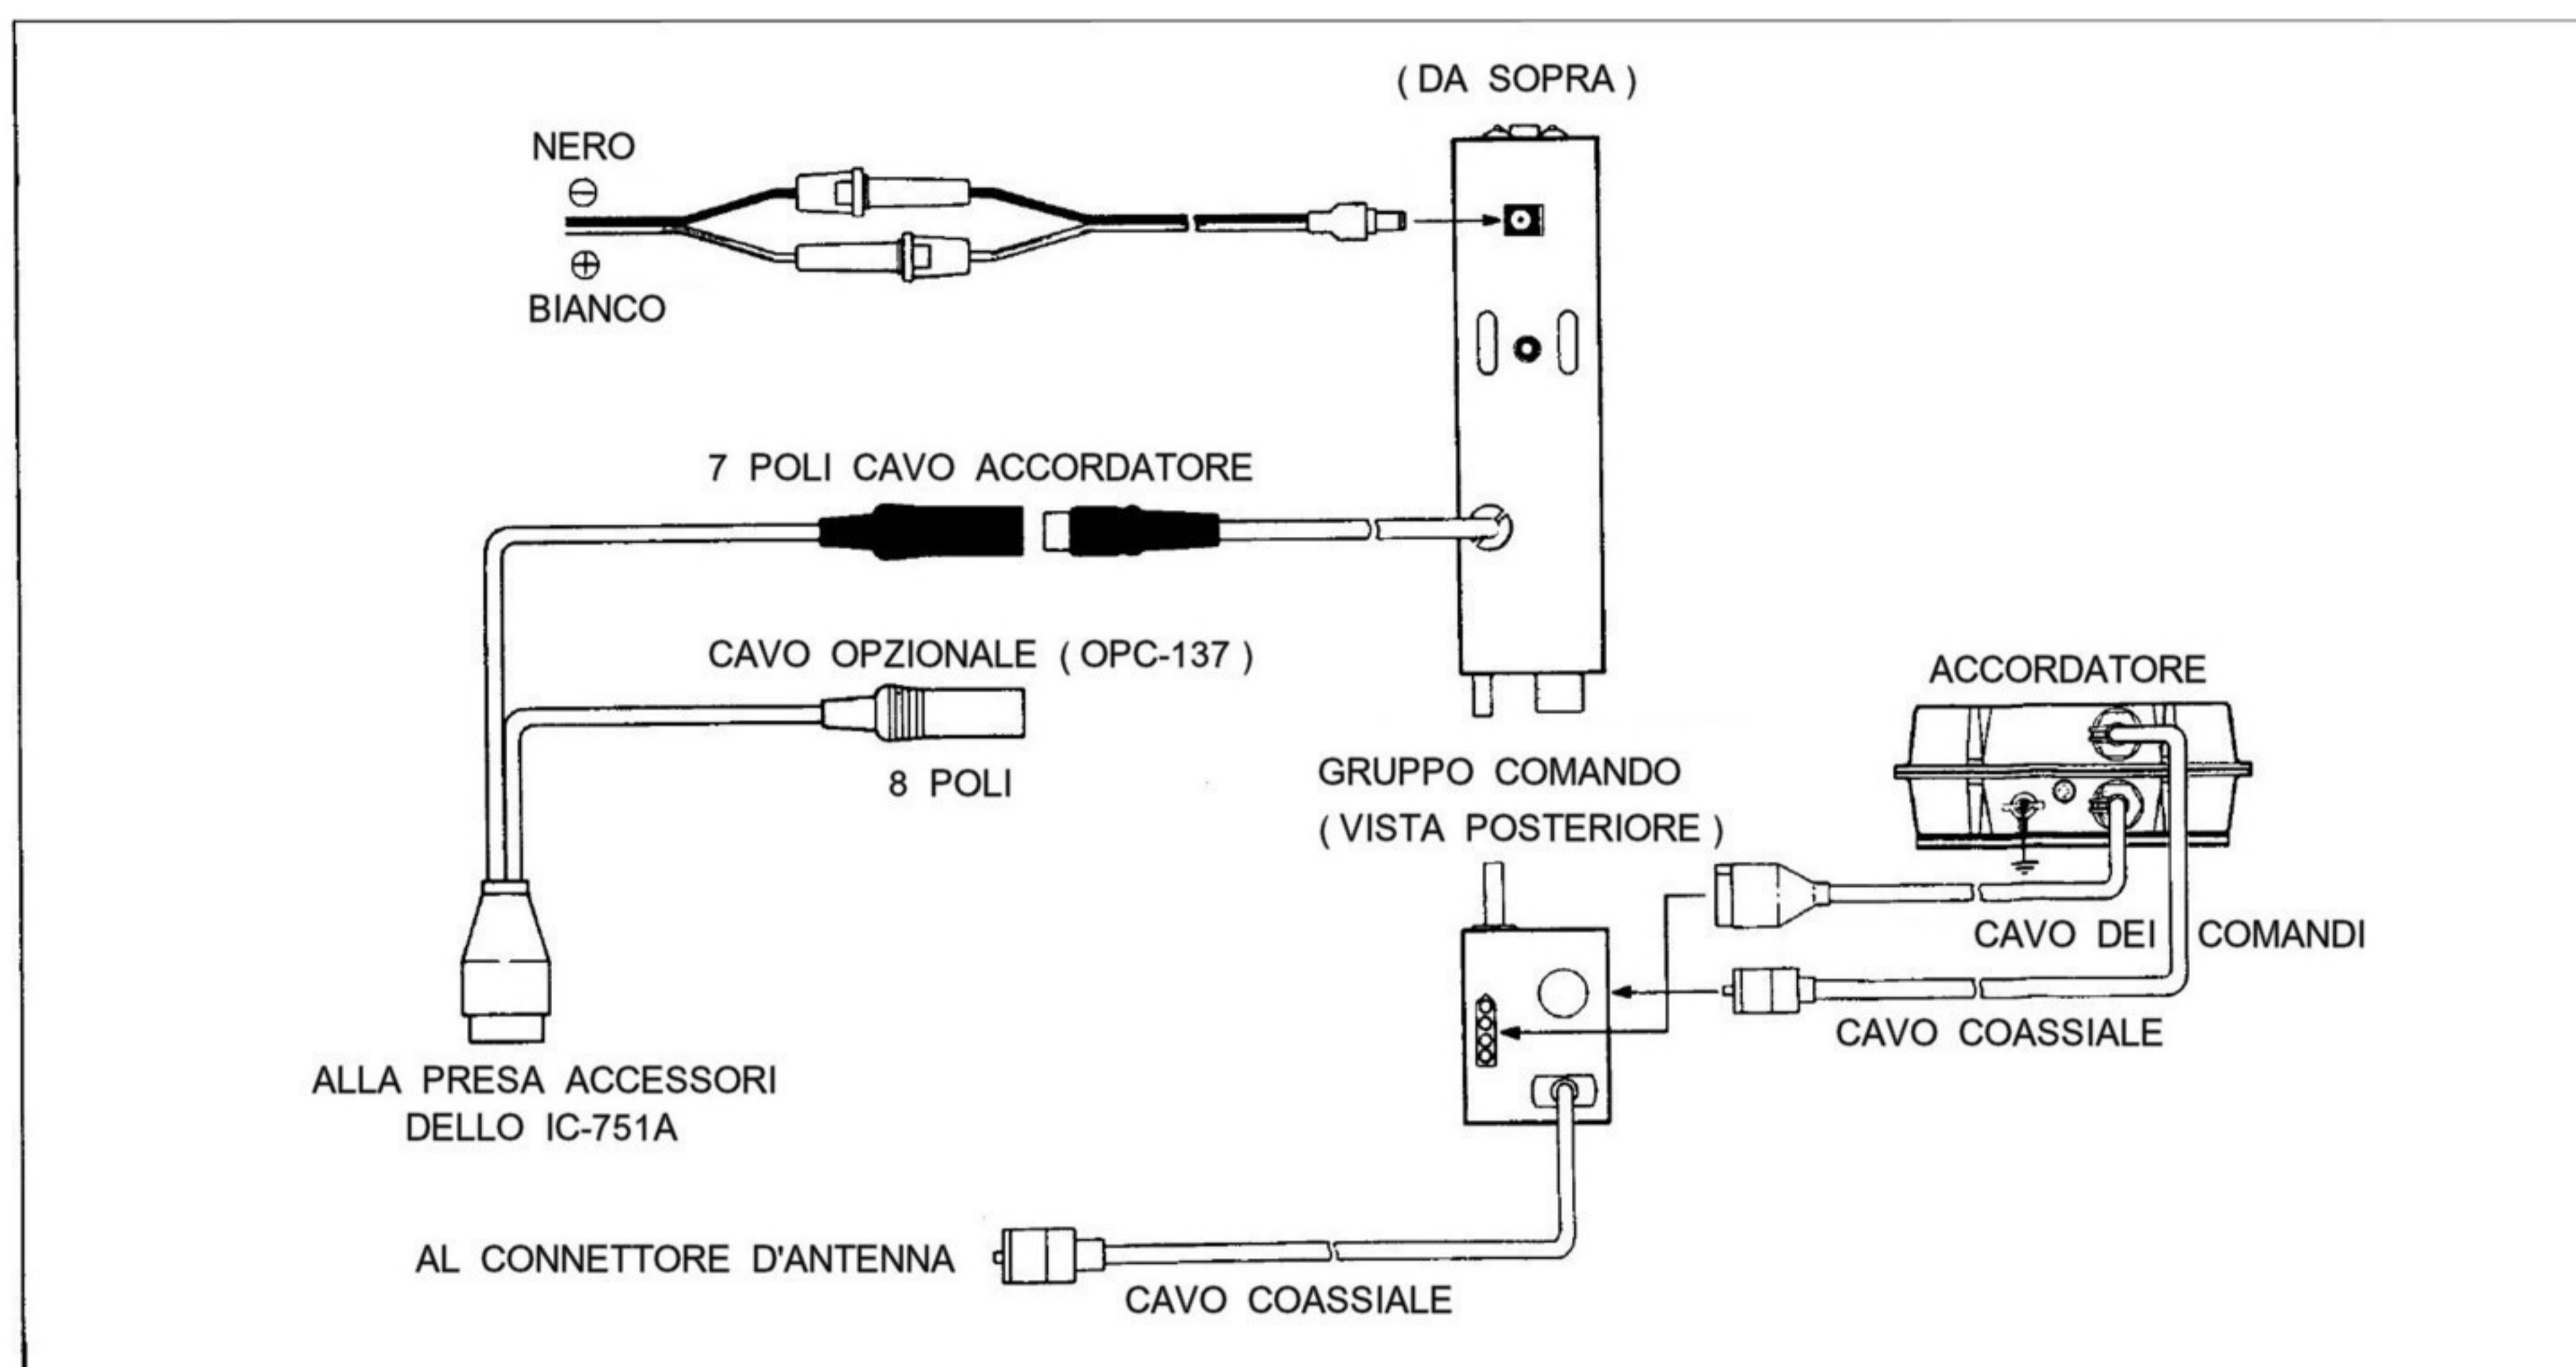 ( DA SOPRA )
NERO
⊖
⊕
BIANCO
7 POLI CAVO ACCORDATORE
CAVO OPZIONALE ( OPC-137 )
8 POLI
ACCORDATORE
GRUPPO COMANDO
( VISTA POSTERIORE )
CAVO DEI COMANDI
CAVO COASSIALE
ALLA PRESA ACCESSORI
DELLO IC-751A
AL CONNETTORE D'ANTENNA
CAVO COASSIALE